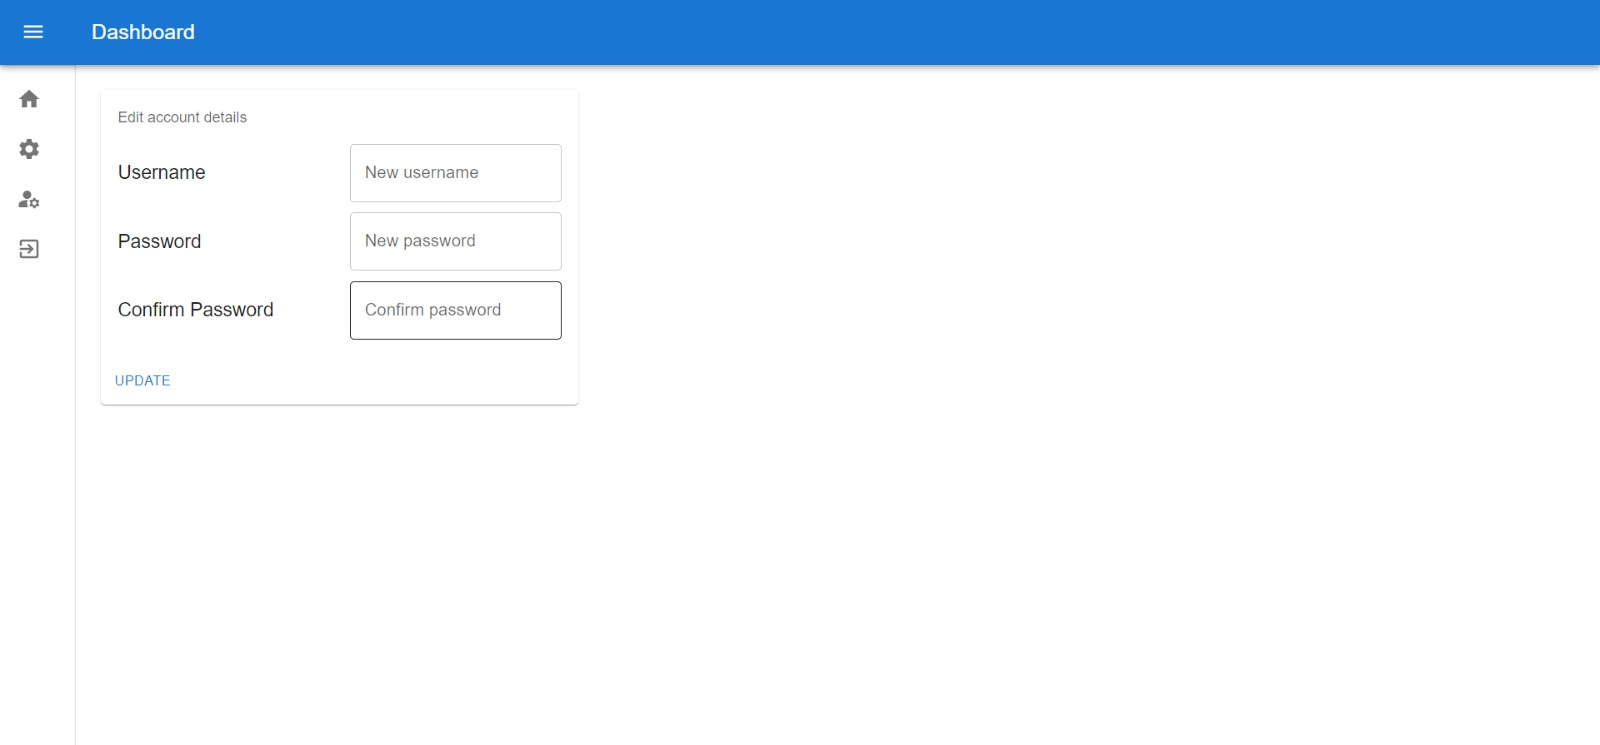 Dashboard
Edit account details
Username
New username
Password
New password
Confirm Password
Confirm password
UPDATE